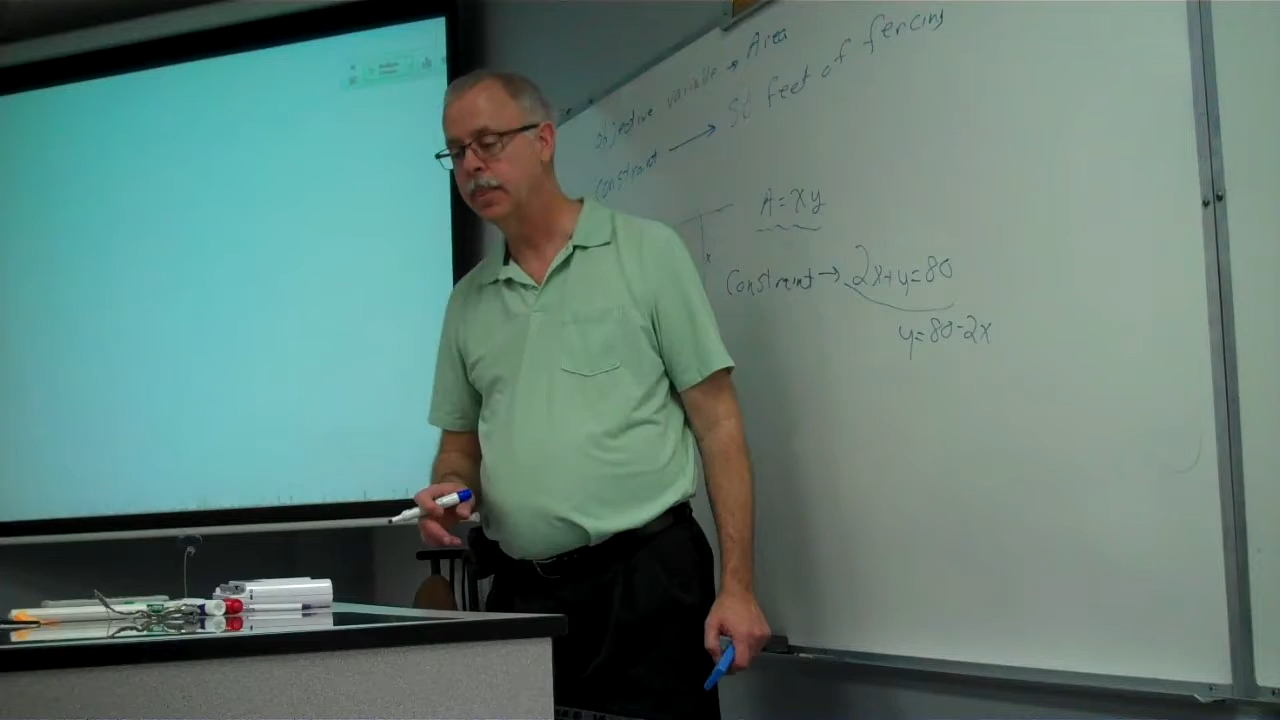 objective variable → Area
Constraint → 80 feet of fencing
A = xy
x
Constraint → 2x+y=80
y=80-2x